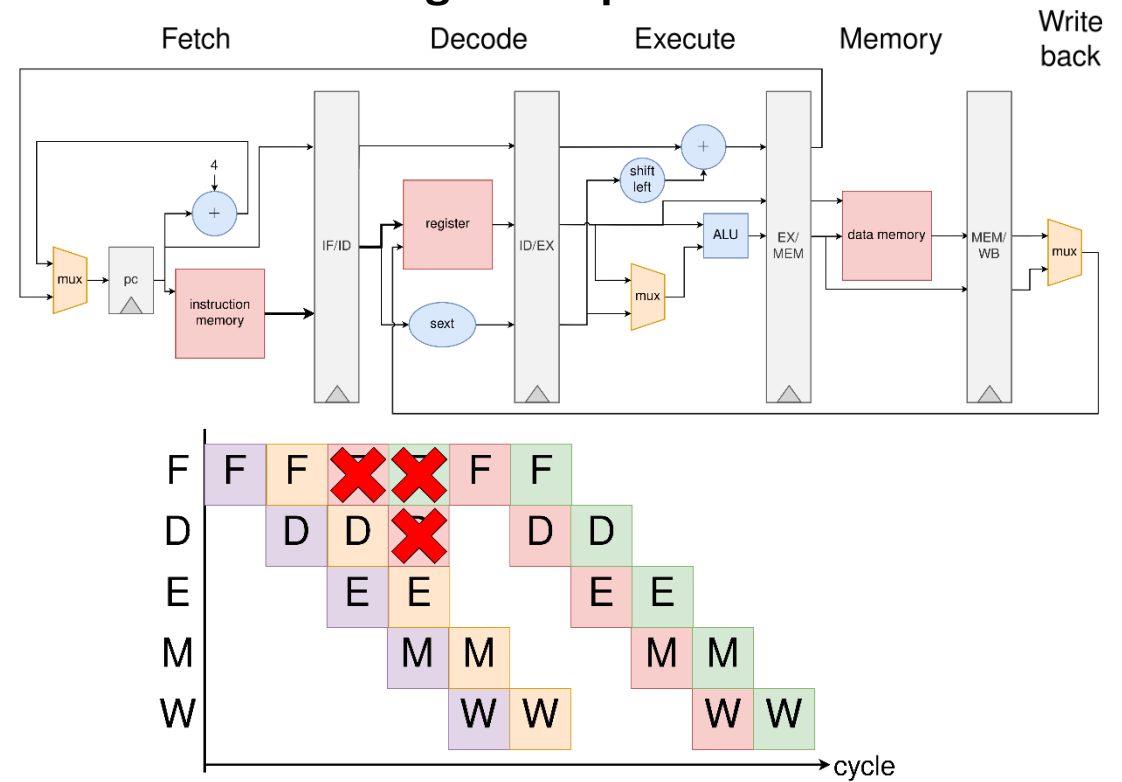 Fetch
Decode
Execute
Memory
Write
back
4
+
+
shift
left
mux
pc
instruction
memory
IF/ID
register
sext
ID/EX
ALU
mux
EX/
MEM
data memory
MEM/
WB
mux
F F F F F
D D D D D
E E E E E
M M M M M
W W W W W
cycle